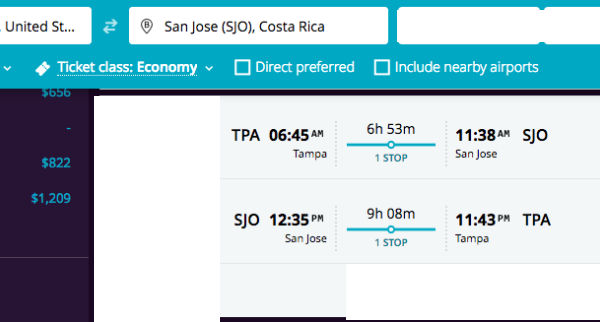 , United St...
San Jose (SJO), Costa Rica
Ticket class: Economy
Direct preferred
Include nearby airports
$656
-
$822
$1,209
TPA 06:45 AM
Tampa
6h 53m
1 STOP
11:38 AM SJO
San Jose
SJO 12:35 PM
San Jose
9h 08m
1 STOP
11:43 PM TPA
Tampa